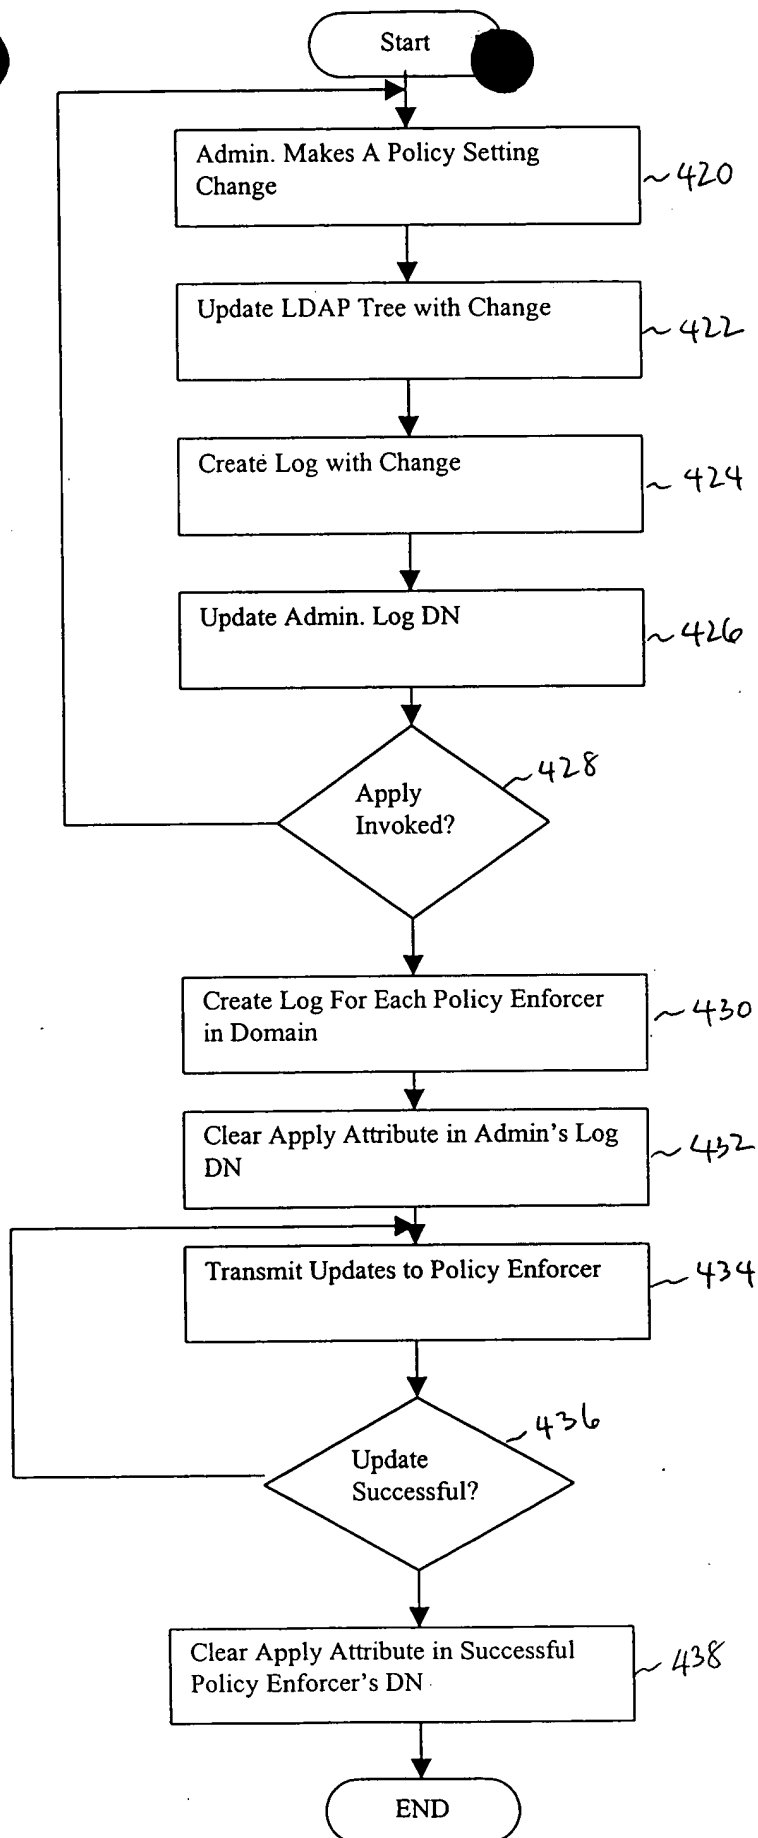 Start
Admin. Makes A Policy Setting
Change
~420
Update LDAP Tree with Change
~422
Create Log with Change
~424
Update Admin. Log DN
~426
~428
Apply
Invoked?
Create Log For Each Policy Enforcer
in Domain
~430
Clear Apply Attribute in Admin's Log
DN
~432
Transmit Updates to Policy Enforcer
~434
~436
Update
Successful?
Clear Apply Attribute in Successful
Policy Enforcer's DN
~438
END